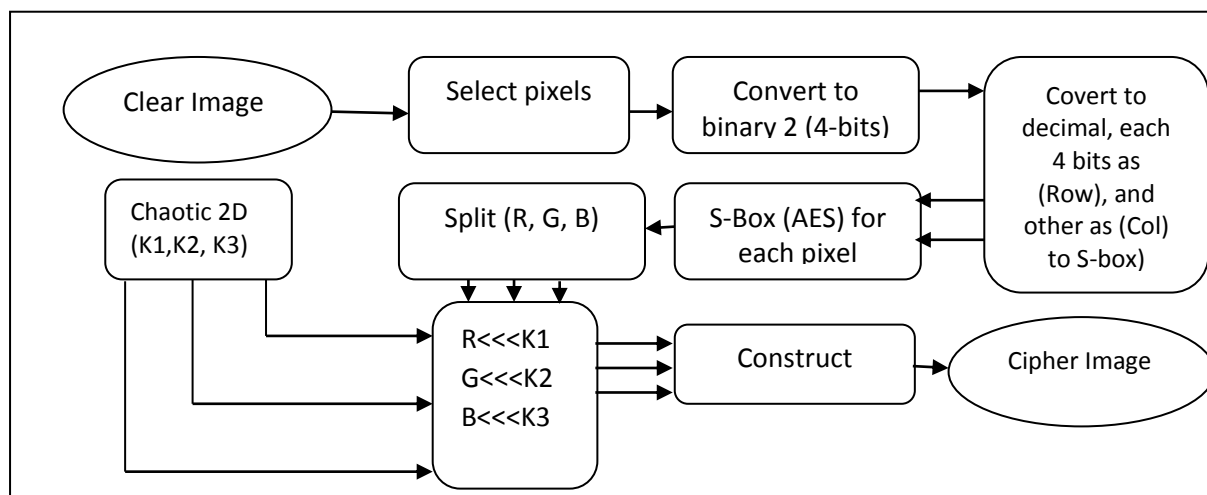 Clear Image
Select pixels
Convert to
binary 2 (4-bits)
Covert to
decimal, each
4 bits as
(Row), and
other as (Col)
to S-box)
S-Box (AES) for
each pixel
Split (R, G, B)
Chaotic 2D
(K1,K2, K3)
R<<<K1
G<<<K2
B<<<K3
Construct
Cipher Image